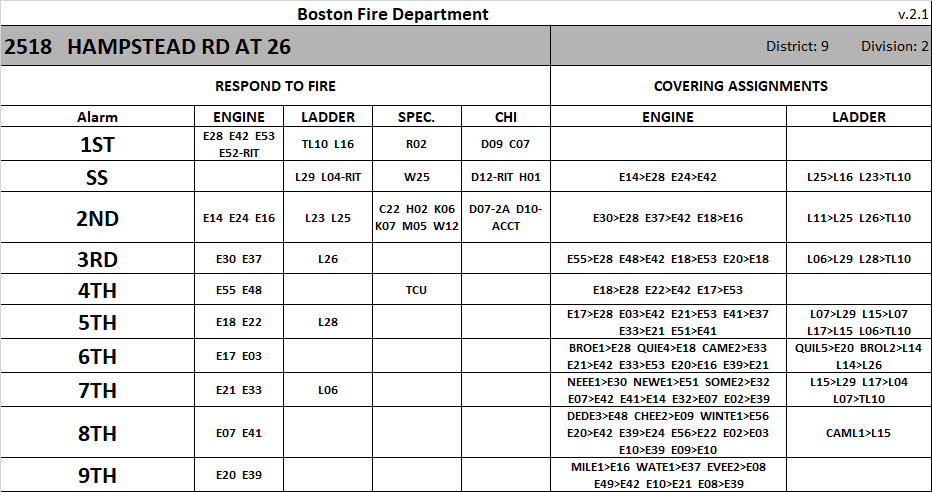 Boston Fire Department v.2.1
2518 HAMPSTEAD RD AT 26 District: 9 Division: 2
RESPOND TO FIRE COVERING ASSIGNMENTS
Alarm ENGINE LADDER SPEC. CHI ENGINE LADDER
1ST E28 E42 E53 E52-RIT TL10 L16 R02 D09 C07
SS L29 L04-RIT W25 D12-RIT H01 E14>E28 E24>E42 L25>L16 L23>TL10
2ND E14 E24 E16 L23 L25 C22 H02 K06 K07 M05 W12 D07-2A D10-ACCT E30>E28 E37>E42 E18>E16 L11>L25 L26>TL10
3RD E30 E37 L26 E55>E28 E48>E42 E18>E53 E20>E18 L06>L29 L28>TL10
4TH E55 E48 TCU E18>E28 E22>E42 E17>E53
5TH E18 E22 L28 E17>E28 E03>E42 E21>E53 E41>E37 E33>E21 E51>E41 L07>L29 L15>L07 L17>L15 L06>TL10
6TH E17 E03 BROE1>E28 QUIE4>E18 CAME2>E33 E21>E42 E33>E53 E20>E16 E39>E21 QUIL5>E20 BROL2>L14 L14>L26
7TH E21 E33 L06 NEEE1>E30 NEWE1>E51 SOME2>E32 E07>E42 E41>E14 E32>E07 E02>E39 L15>L29 L17>L04 L07>TL10
8TH E07 E41 DEDE3>E48 CHEE2>E09 WINTE1>E56 E20>E42 E39>E24 E56>E22 E02>E03 E10>E39 E09>E10 CAML1>L15
9TH E20 E39 MILE1>E16 WATE1>E37 EVEE2>E08 E49>E42 E10>E21 E08>E39